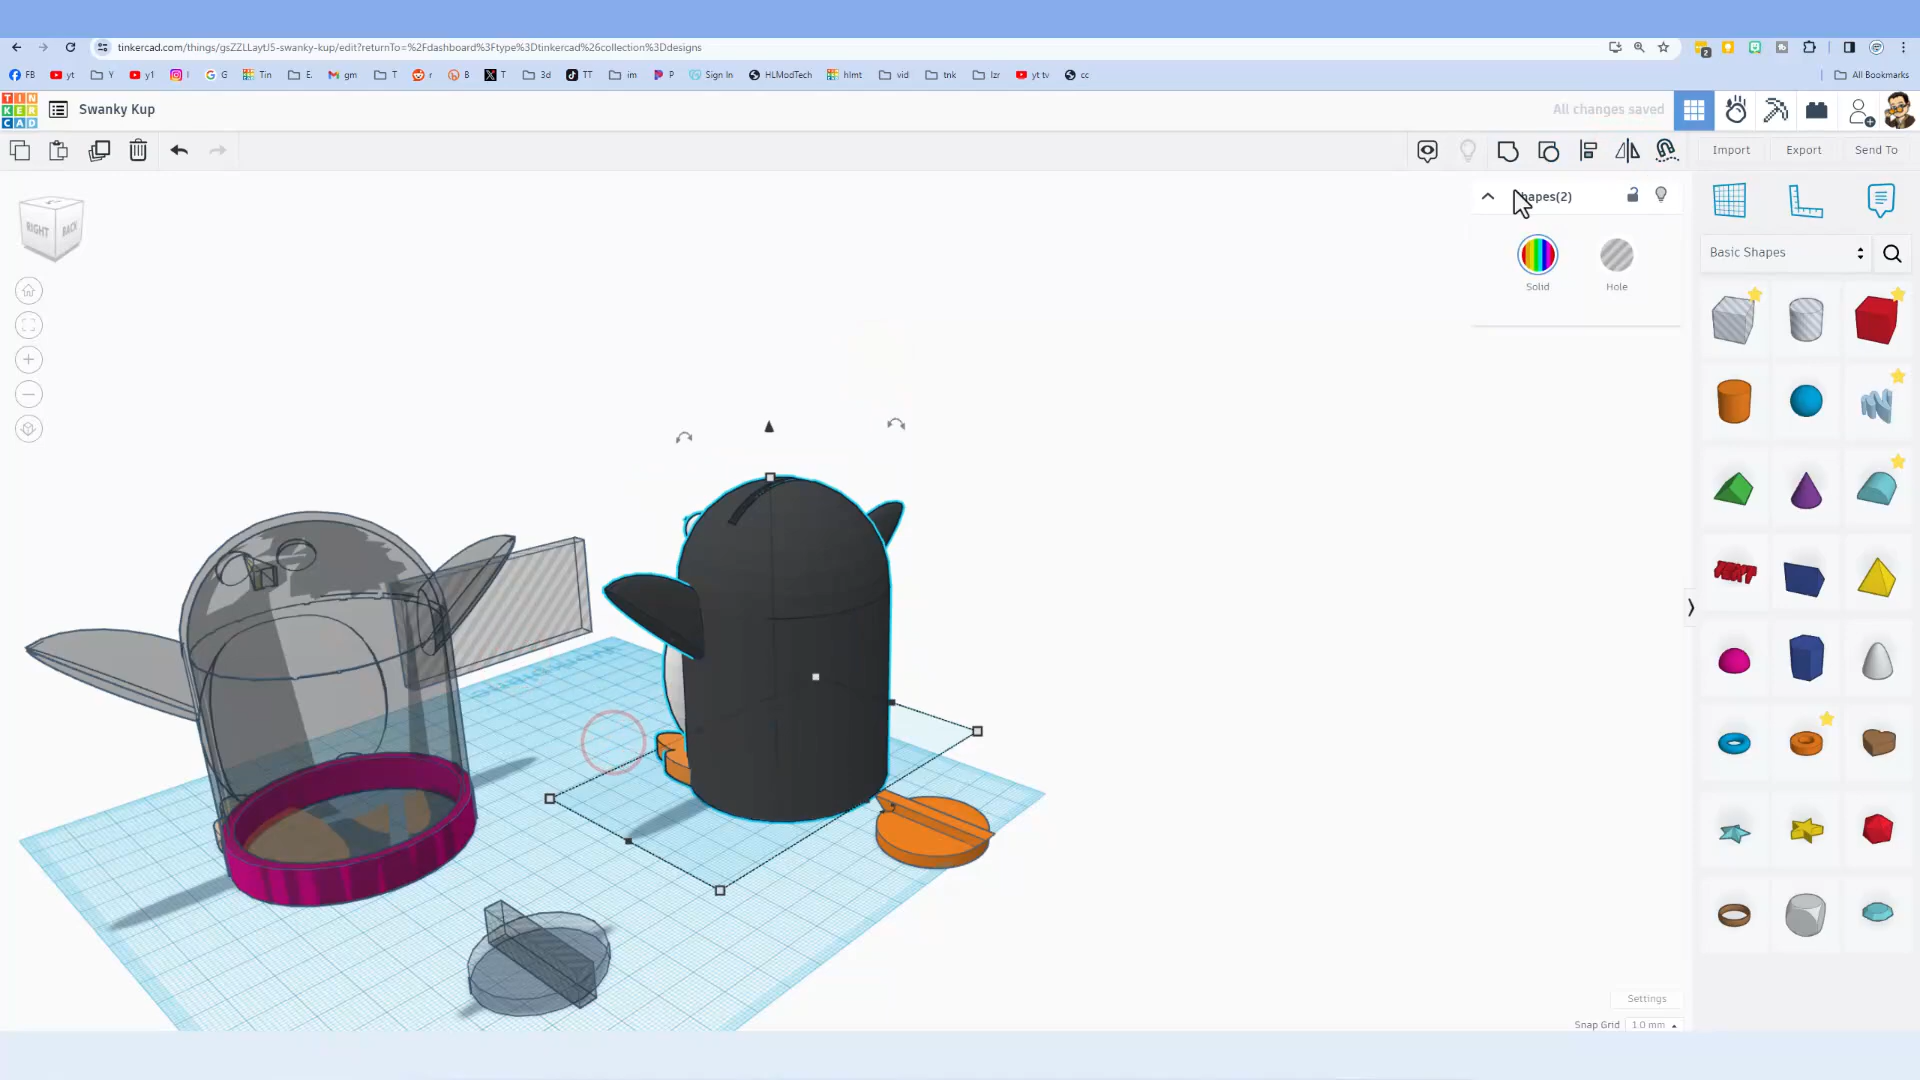 tinkercad.com/things/gsZZLLaytJ5-swanky-kup/edit?returnTo=%2Fdashboard%3Ftype%3Dtinkercad%26collection%3Ddesigns
FB yt Y y1 I G Tin E. gm T r B T 3d TT im P Sign In HLModTech hlmt vid tnk lzr yt tv cc All Bookmarks
TIN
KER
CAD
Swanky Kup
All changes saved
Import Export Send To
hapes(2)
RIGHT BACK
Solid Hole
Basic Shapes
TEXT
Settings
Snap Grid 1.0 mm